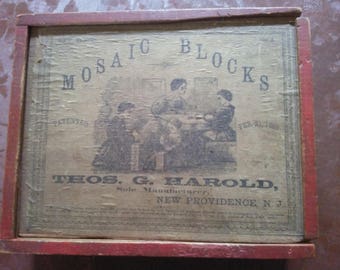 MOSAIC BLOCKS
PATENTED
THOS. G. HAROLD,
Sole Manufacturer,
NEW PROVIDENCE, N. J.